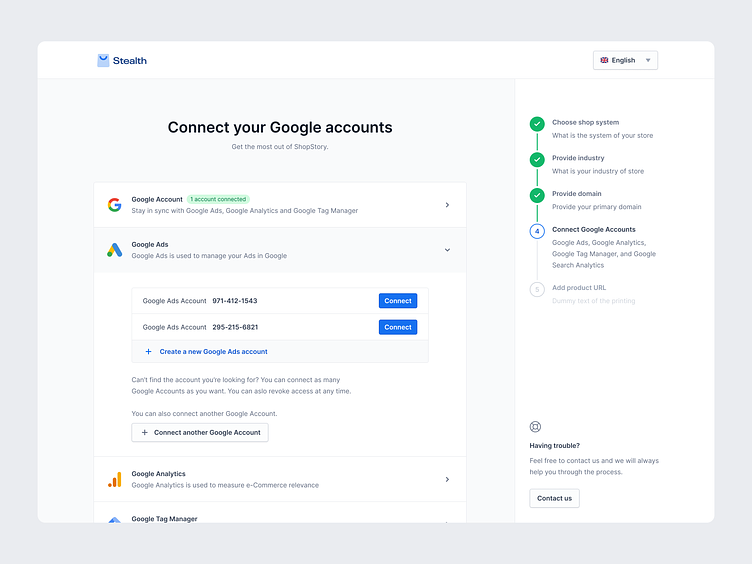 Stealth
English
Connect your Google accounts
Get the most out of ShopStory.
Google Account 1 account connected
Stay in sync with Google Ads, Google Analytics and Google Tag Manager
Google Ads
Google Ads is used to manage your Ads in Google
Google Ads Account 971-412-1543 Connect
Google Ads Account 295-215-6821 Connect
Create a new Google Ads account
Can't find the account you're looking for? You can connect as many
Google Accounts as you want. You can aslo revoke access at any time.
You can also connect another Google Account.
Connect another Google Account
Google Analytics
Google Analytics is used to measure e-Commerce relevance
Google Tag Manager
Choose shop system
What is the system of your store
Provide industry
What is your industry of store
Provide domain
Provide your primary domain
4 Connect Google Accounts
Google Ads, Google Analytics,
Google Tag Manager, and Google
Search Analytics
5 Add product URL
Dummy text of the printing
Having trouble?
Feel free to contact us and we will always
help you through the process.
Contact us